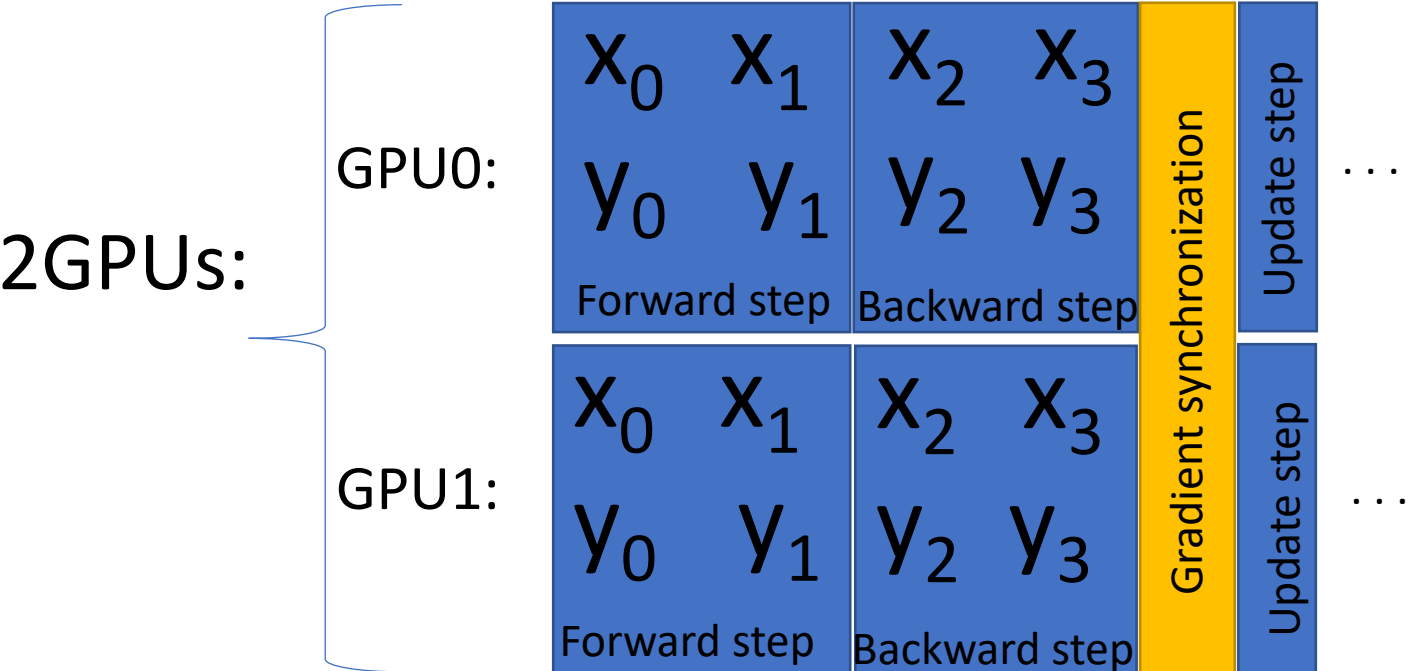 2GPUs:
GPU0:
x₀ x₁
y₀ y₁
Forward step
x₂ x₃
y₂ y₃
Backward step
Gradient synchronization
Update step
. . .
GPU1:
x₀ x₁
y₀ y₁
Forward step
x₂ x₃
y₂ y₃
Backward step
Update step
. . .